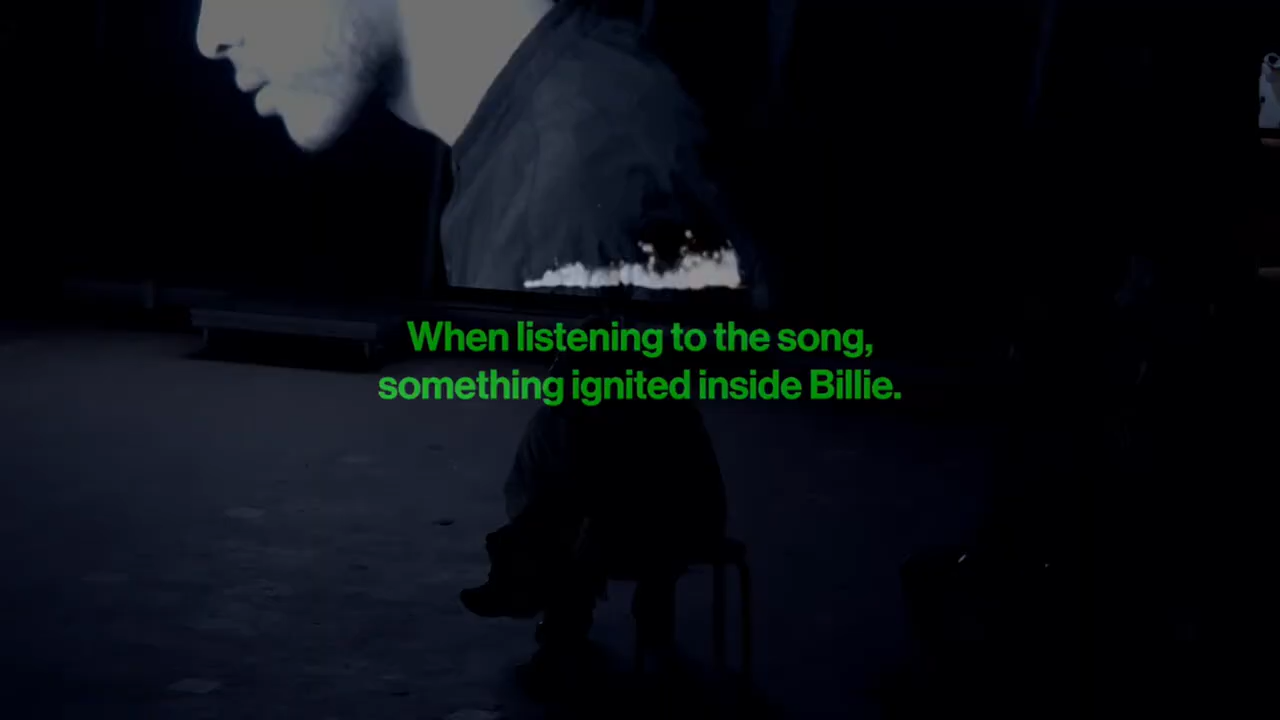 When listening to the song,
something ignited inside Billie.